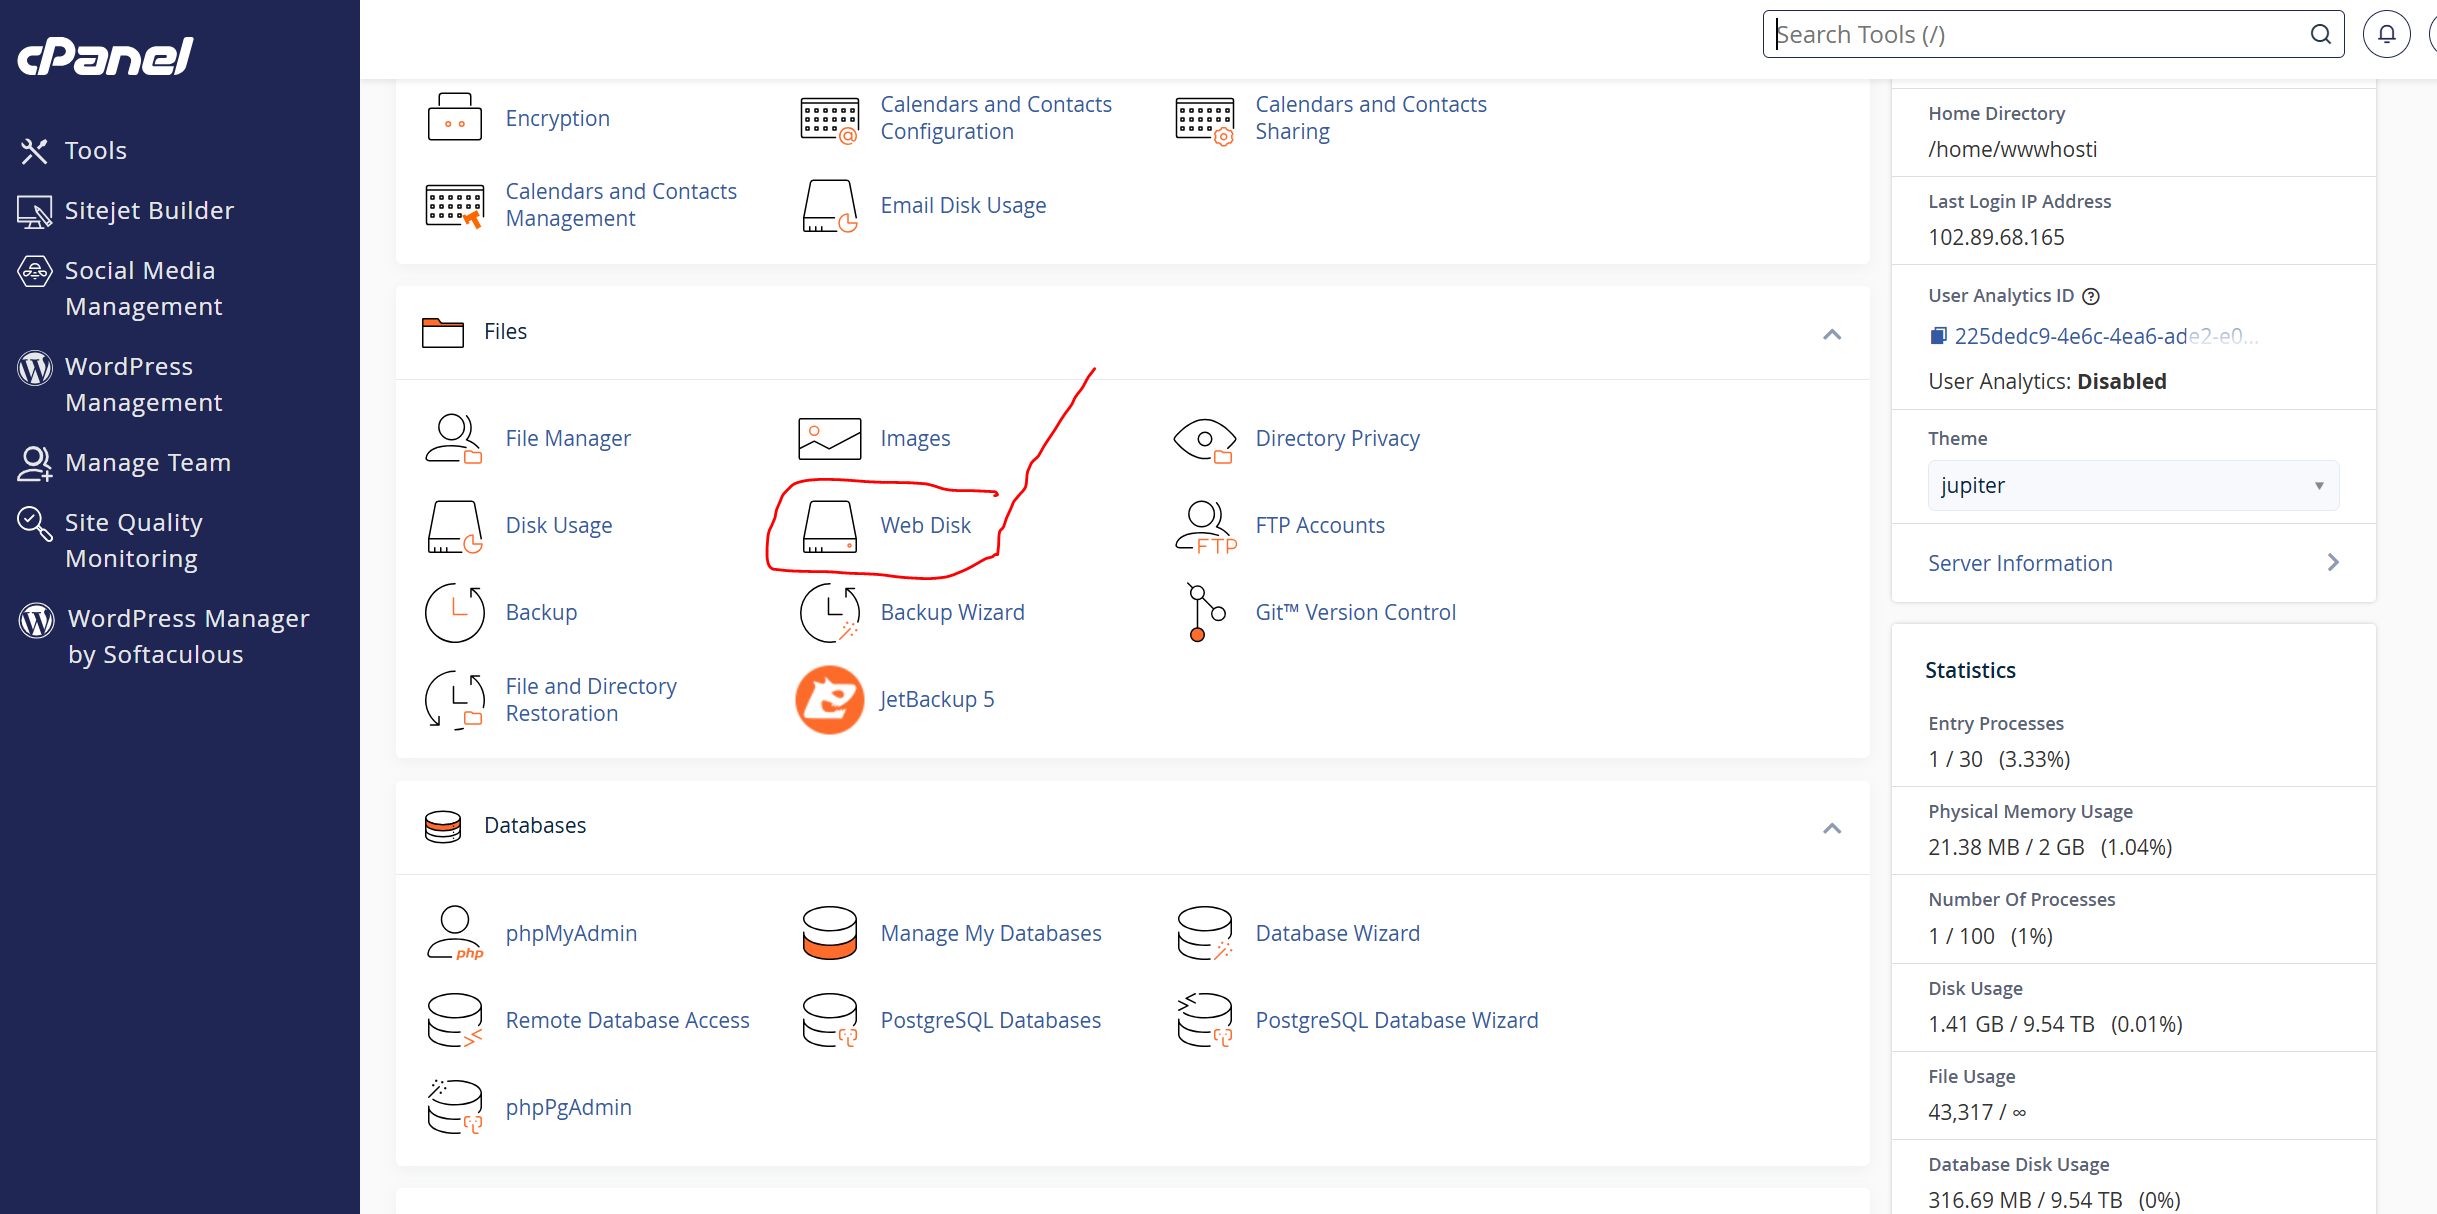 cPanel
Search Tools (/)
Tools
Sitejet Builder
Social Media
Management
WordPress
Management
Manage Team
Site Quality
Monitoring
WordPress Manager
by Softaculous
Encryption
Calendars and Contacts
Configuration
@
Calendars and Contacts
Sharing
Calendars and Contacts
Management
Email Disk Usage
Files
File Manager
Images
Directory Privacy
Disk Usage
Web Disk
FTP
FTP Accounts
Backup
Backup Wizard
Git™ Version Control
File and Directory
Restoration
JetBackup 5
Databases
php
phpMyAdmin
Manage My Databases
Database Wizard
Remote Database Access
PostgreSQL Databases
PostgreSQL Database Wizard
phpPgAdmin
Home Directory
/home/wwwhosti
Last Login IP Address
102.89.68.165
User Analytics ID ?
225dedc9-4e6c-4ea6-ade2-e0...
User Analytics: Disabled
Theme
jupiter
Server Information
Statistics
Entry Processes
1 / 30 (3.33%)
Physical Memory Usage
21.38 MB / 2 GB (1.04%)
Number Of Processes
1 / 100 (1%)
Disk Usage
1.41 GB / 9.54 TB (0.01%)
File Usage
43,317 / ∞
Database Disk Usage
316.69 MB / 9.54 TB (0%)